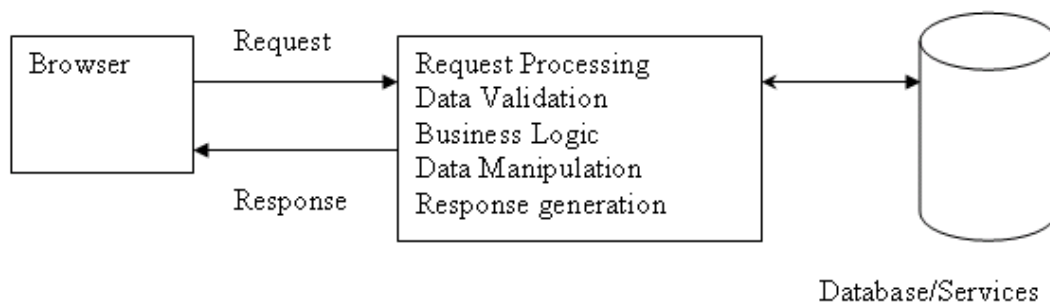 Browser
Request
Response
Request Processing
Data Validation
Business Logic
Data Manipulation
Response generation
Database/Services